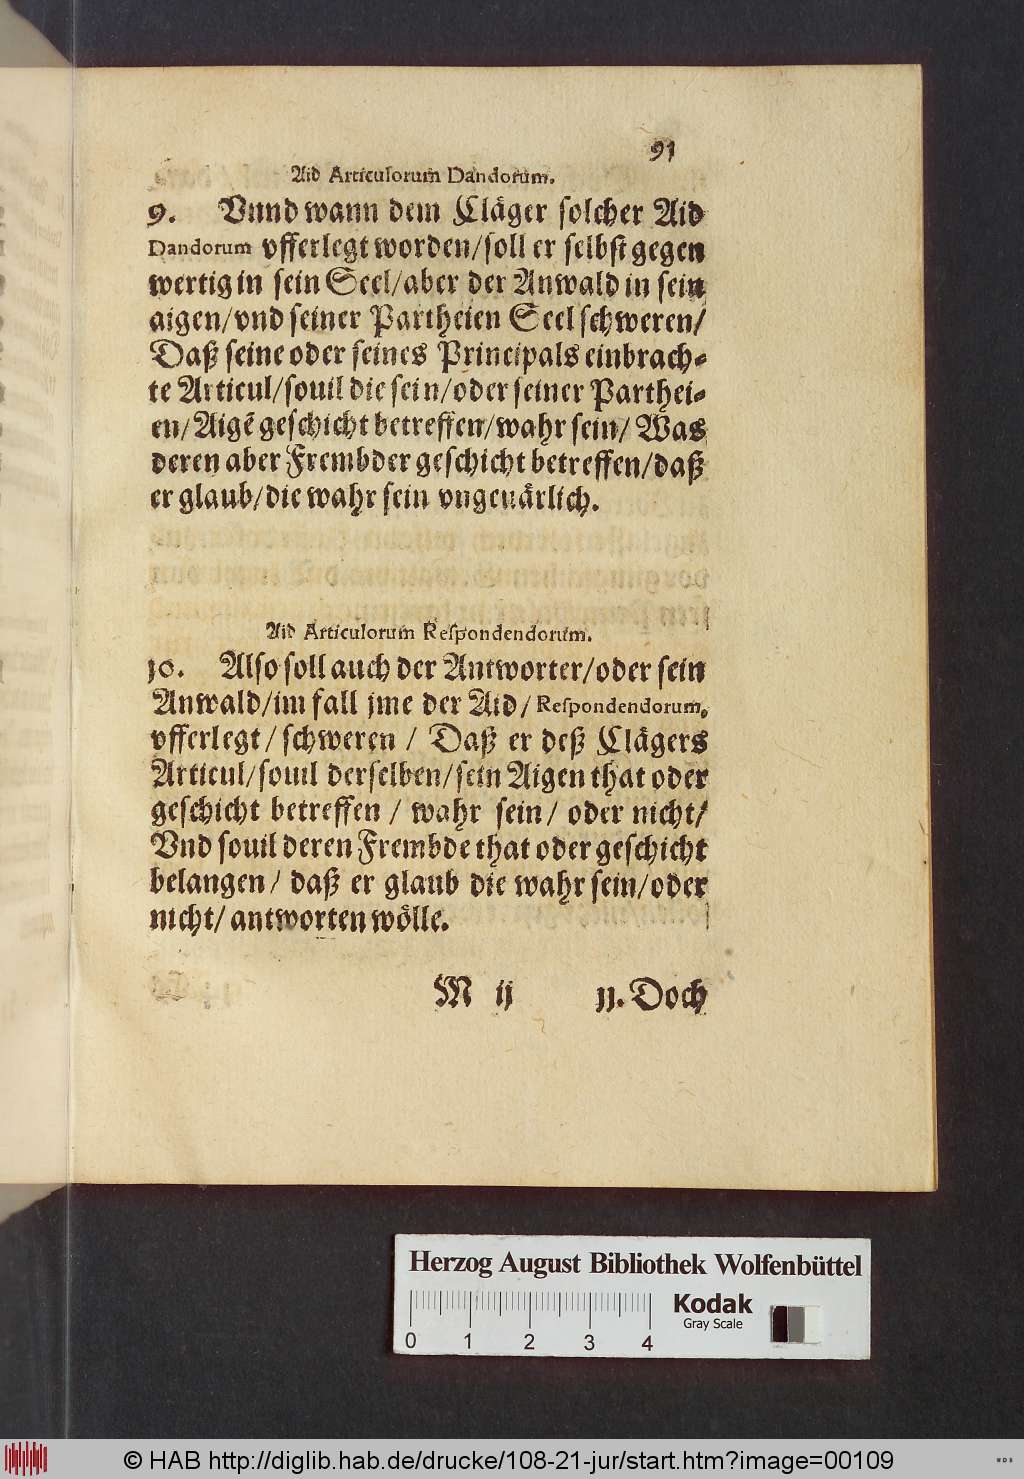 91
Aid Articulorum Dandorum.
9. Vnnd wann dem Cläger solcher Aid
Dandorum vfferlegt worden/soll er selbst gegen
wertig in sein Seel/aber der Anwald in sein
aigen/vnd seiner Partheien Seel schweren/
Daß seine oder seines Principals einbrach-
te Articul/souil die sein/oder seiner Parthei-
en/Aigẽ geschicht betreffen/wahr sein/ Was
deren aber Frembder geschicht betreffen/daß
er glaub/die wahr sein vngeuärlich.
Aid Articulorum Respondendorum.
10. Also soll auch der Antworter/oder sein
Anwald/im fall jme der Aid/ Respondendorum,
vfferlegt/ schweren / Daß er deß Clägers
Articul/souil derselben/sein Aigen that oder
geschicht betreffen / wahr sein/ oder nicht/
Vnd souil deren Frembde that oder geschicht
belangen/ daß er glaub die wahr sein/oder
nicht/ antworten wölle.
M ij 11. Doch
Herzog August Bibliothek Wolfenbüttel
Kodak
Gray Scale
0 1 2 3 4
© HAB http://diglib.hab.de/drucke/108-21-jur/start.htm?image=00109